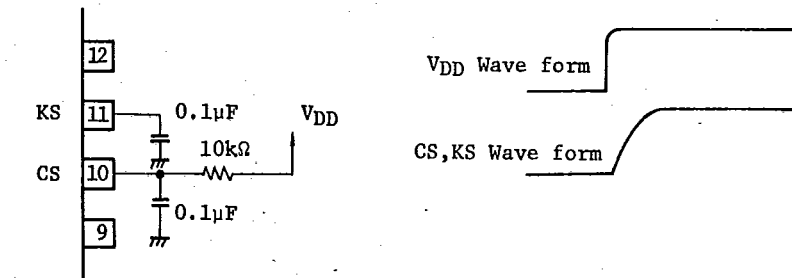 12
KS 11 0.1μF VDD
10kΩ
CS 10
0.1μF
9
VDD Wave form
CS,KS Wave form